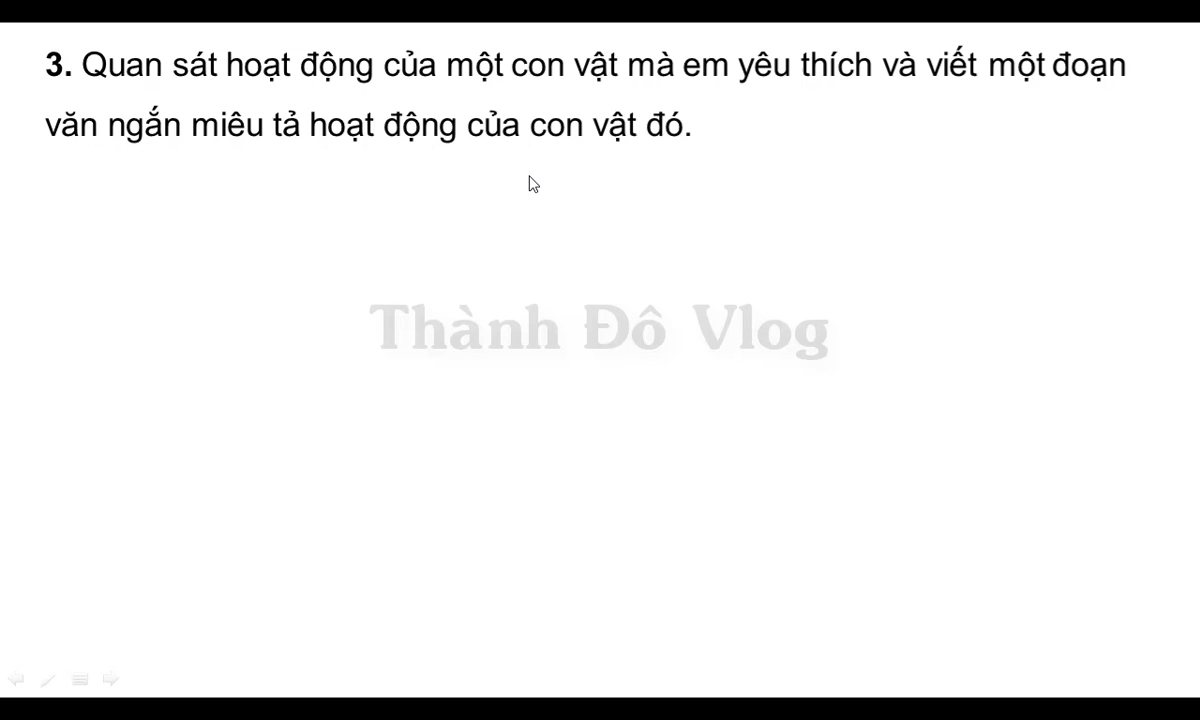 3. Quan sát hoạt động của một con vật mà em yêu thích và viết một đoạn
văn ngắn miêu tả hoạt động của con vật đó.
Thành Đô Vlog